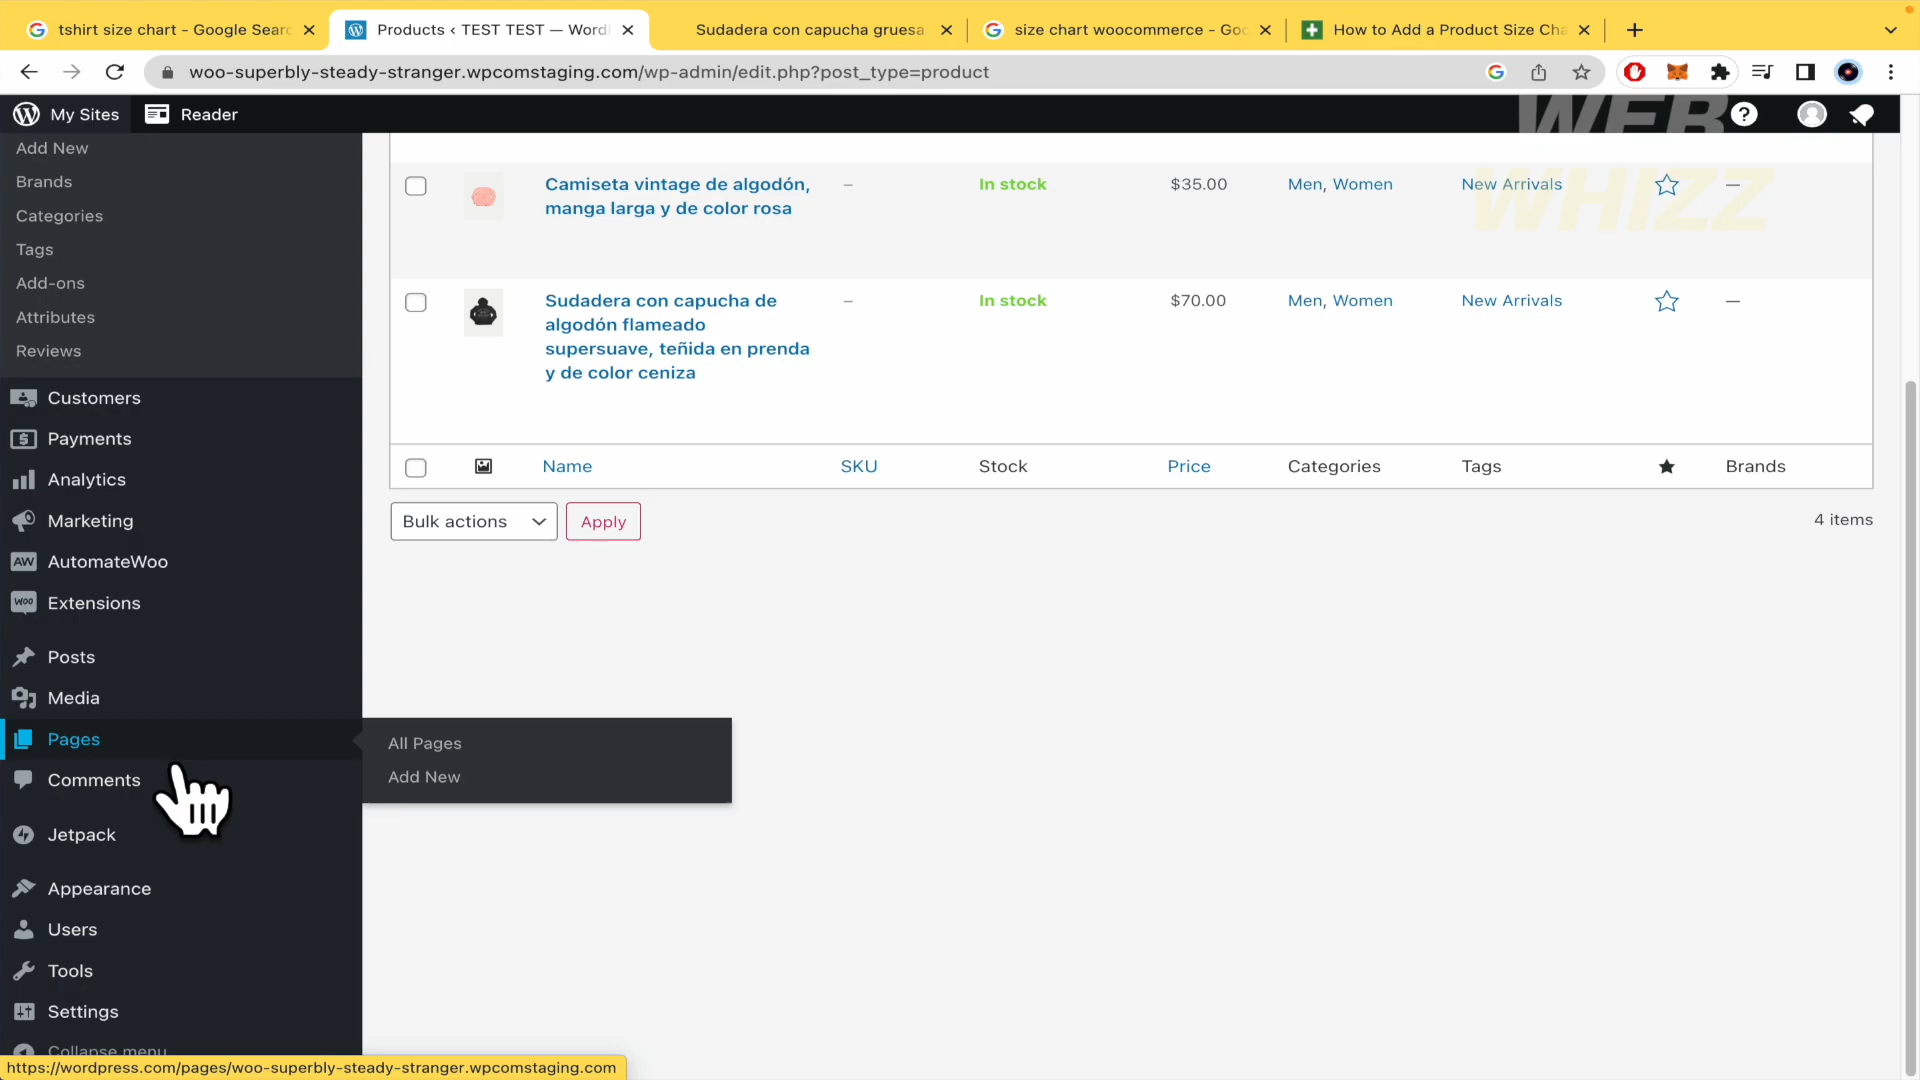 tshirt size chart - Google Sear
Products ‹ TEST TEST — Word
Sudadera con capucha gruesa
size chart woocommerce - Goo
How to Add a Product Size Cha
woo-superbly-steady-stranger.wpcomstaging.com/wp-admin/edit.php?post_type=product
My Sites
Reader
WEB
WHIZZ
Add New
Brands
Categories
Tags
Add-ons
Attributes
Reviews
Customers
Payments
Analytics
Marketing
AutomateWoo
Extensions
Posts
Media
Pages
Comments
Jetpack
Appearance
Users
Tools
Settings
Collapse menu
All Pages
Add New
Camiseta vintage de algodón,
manga larga y de color rosa
–
In stock
$35.00
Men, Women
New Arrivals
—
Sudadera con capucha de
algodón flameado
supersuave, teñida en prenda
y de color ceniza
–
In stock
$70.00
Men, Women
New Arrivals
—
Name
SKU
Stock
Price
Categories
Tags
Brands
Bulk actions
Apply
4 items
https://wordpress.com/pages/woo-superbly-steady-stranger.wpcomstaging.com